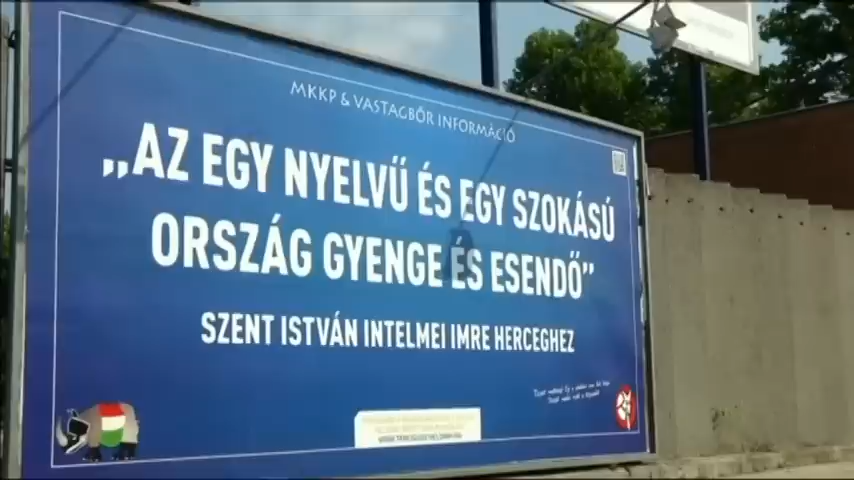 MKKP & VASTAGBŐR INFORMÁCIÓ
„AZ EGY NYELVŰ ÉS EGY SZOKÁSÚ
ORSZÁG GYENGE ÉS ESENDŐ”
SZENT ISTVÁN INTELMEI IMRE HERCEGHEZ